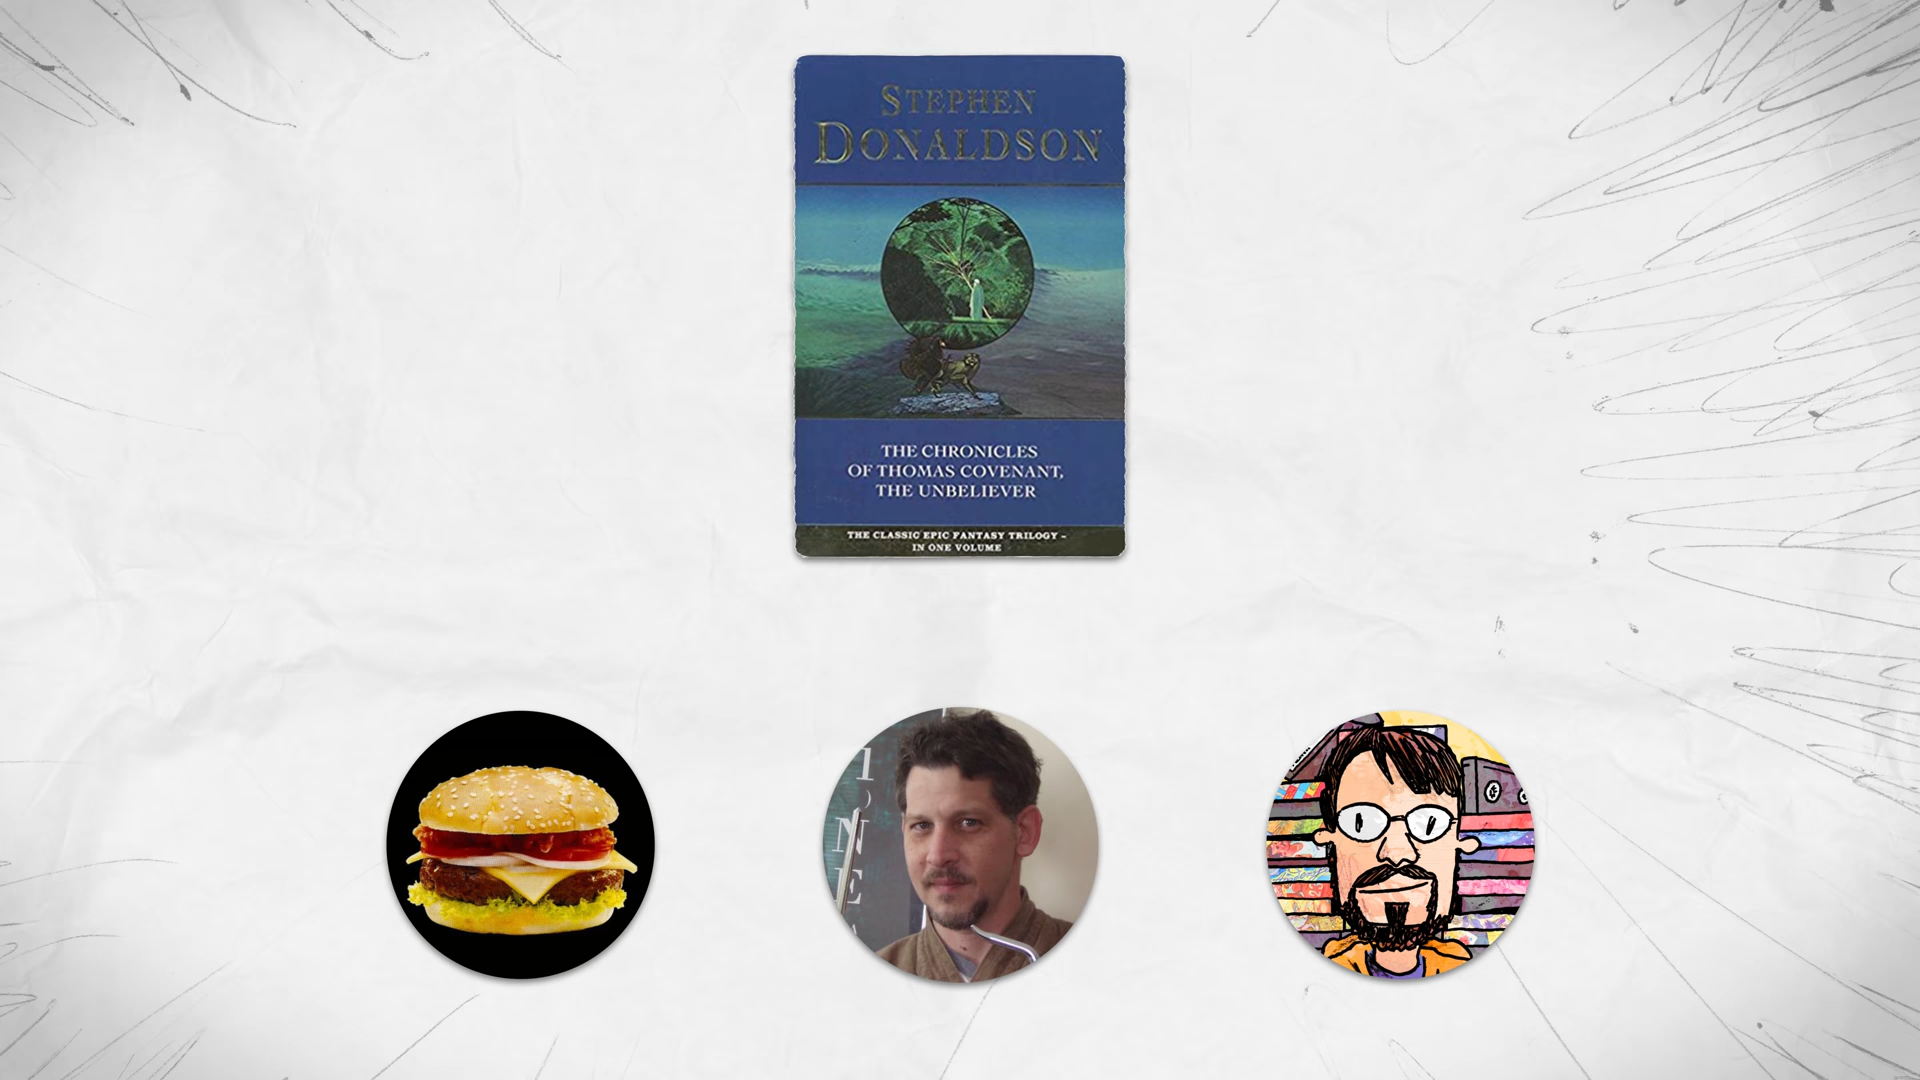 STEPHEN
DONALDSON
THE CHRONICLES
OF THOMAS COVENANT,
THE UNBELIEVER
THE CLASSIC EPIC FANTASY TRILOGY –
IN ONE VOLUME